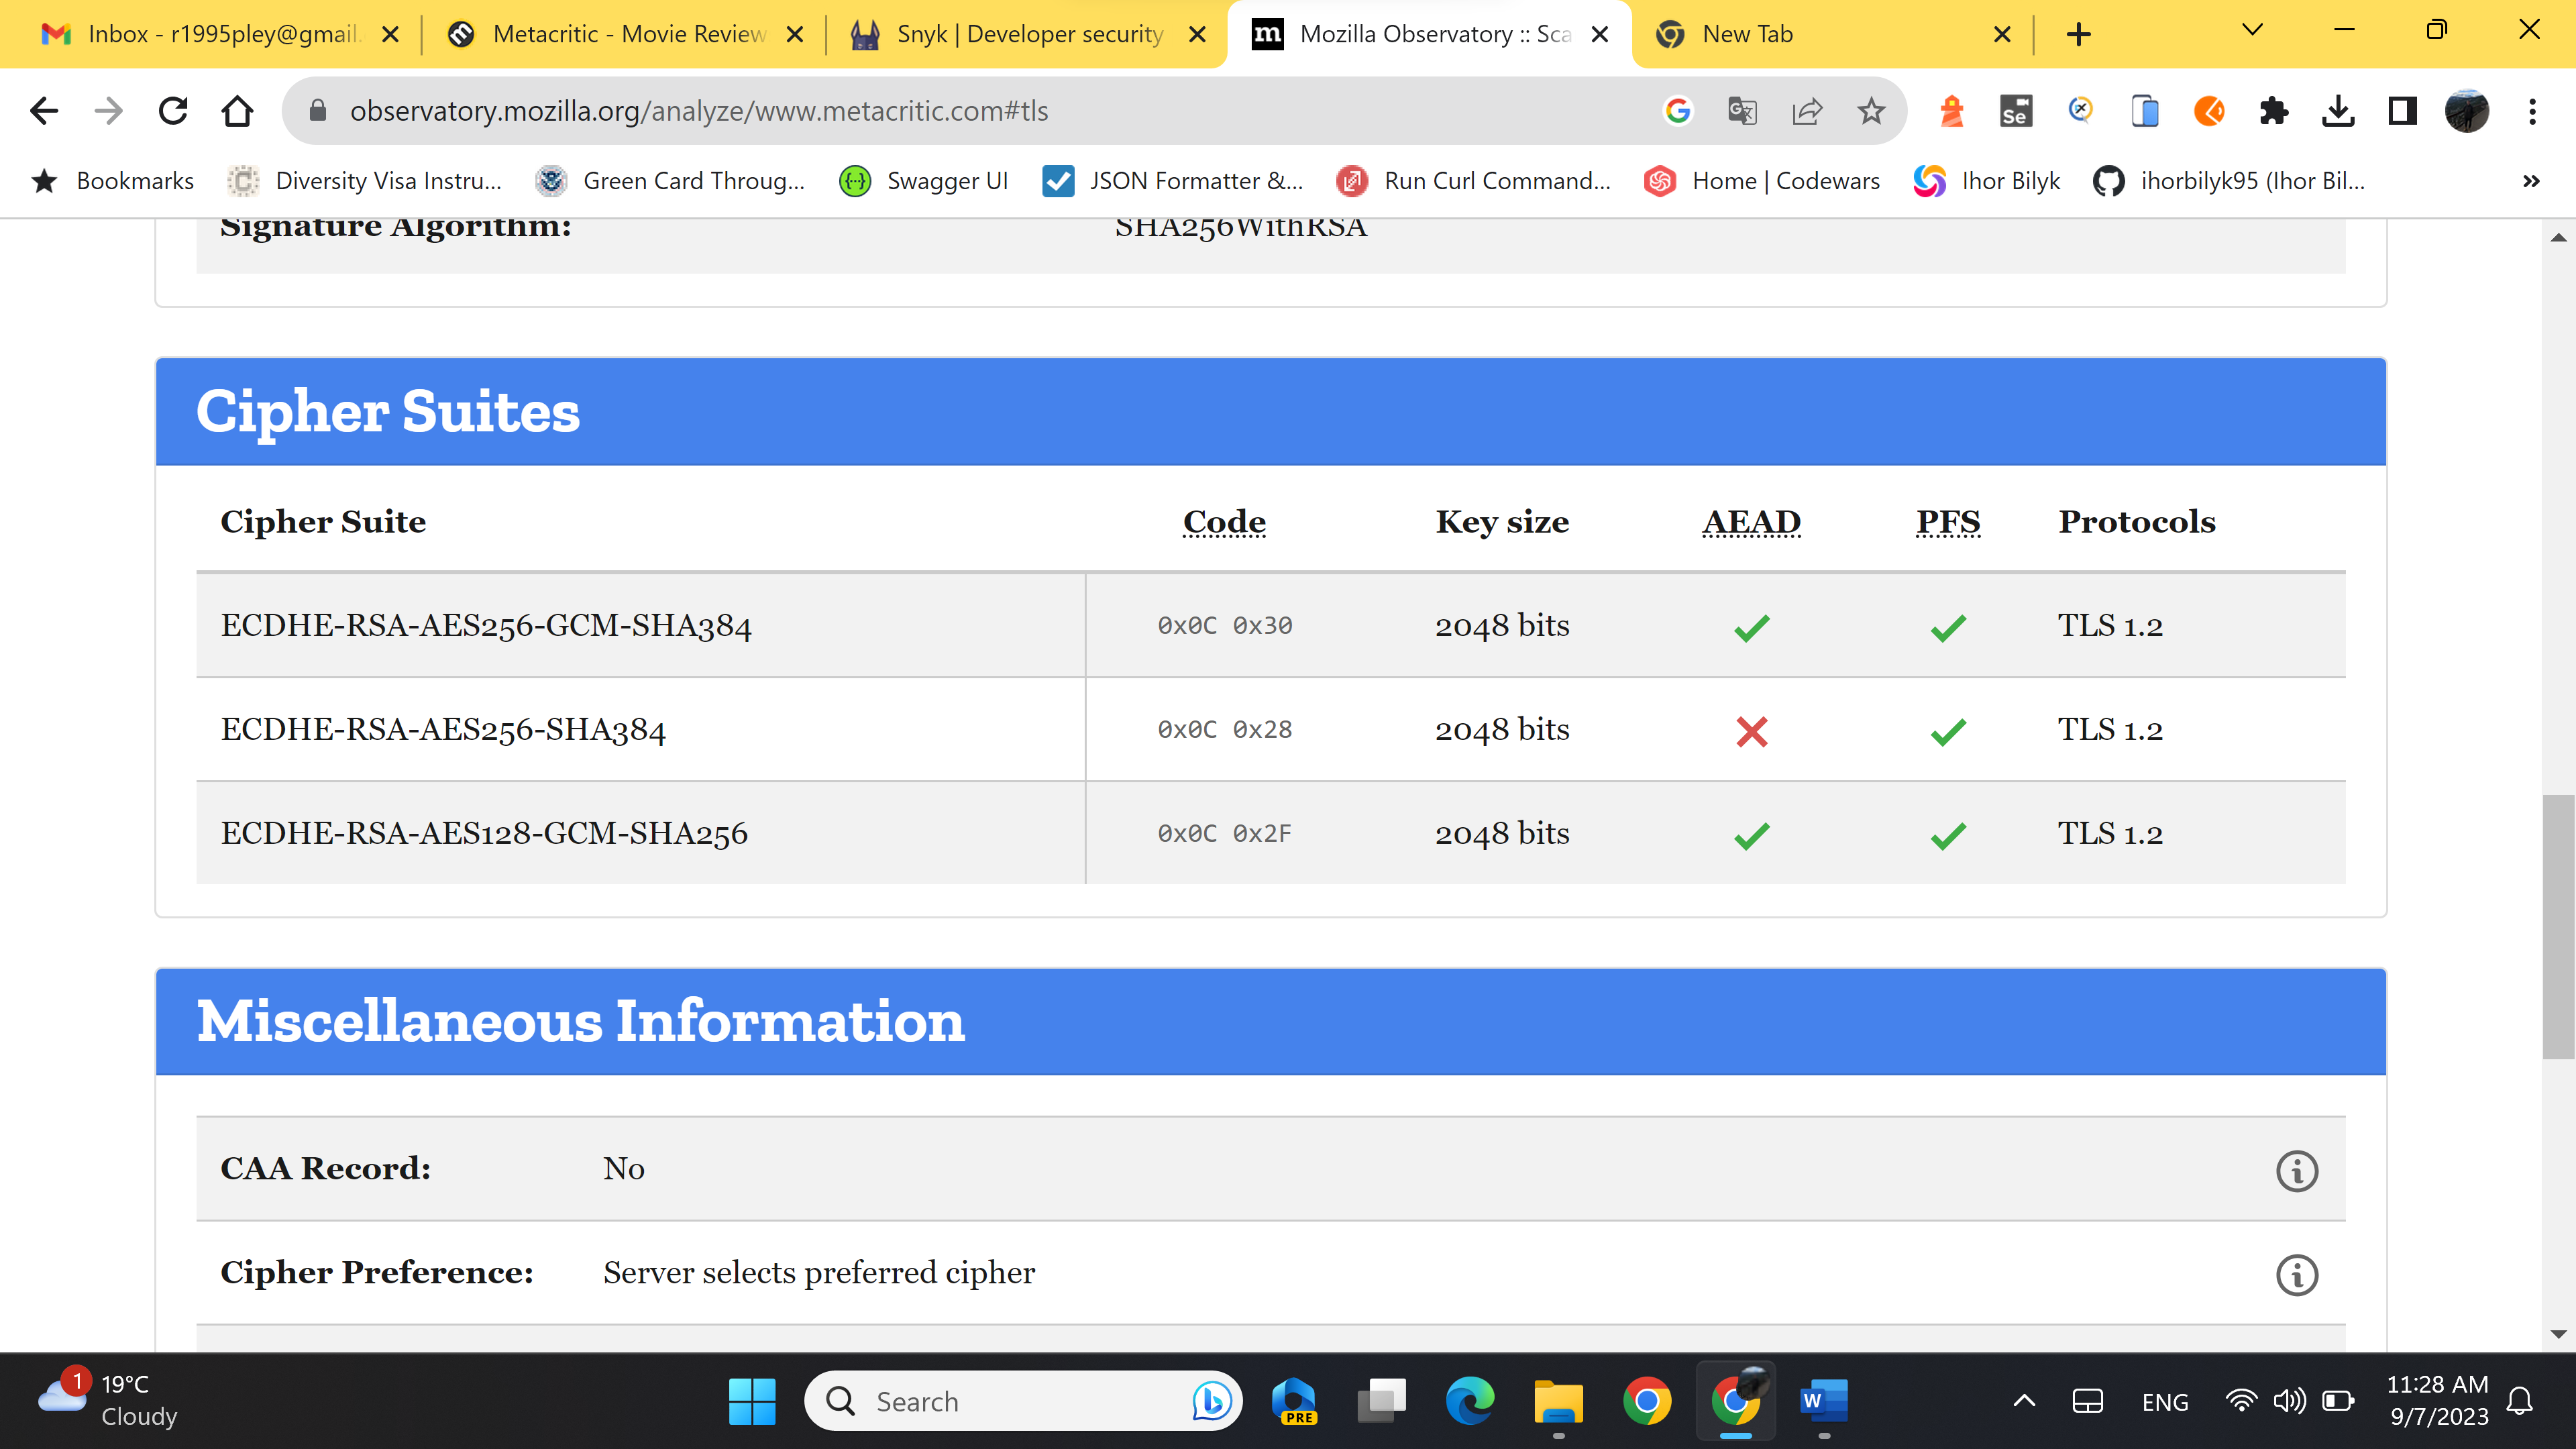 Inbox - r1995pley@gmail.
Metacritic - Movie Review
Snyk | Developer security
Mozilla Observatory :: Sca
New Tab
observatory.mozilla.org/analyze/www.metacritic.com#tls
Bookmarks
Diversity Visa Instru...
Green Card Throug...
Swagger UI
JSON Formatter &...
Run Curl Command...
Home | Codewars
Ihor Bilyk
ihorbilyk95 (Ihor Bil...
»
Signature Algorithm: SHA256WithRSA
Cipher Suites
Cipher Suite Code Key size AEAD PFS Protocols
ECDHE-RSA-AES256-GCM-SHA384 0x0C 0x30 2048 bits TLS 1.2
ECDHE-RSA-AES256-SHA384 0x0C 0x28 2048 bits TLS 1.2
ECDHE-RSA-AES128-GCM-SHA256 0x0C 0x2F 2048 bits TLS 1.2
Miscellaneous Information
CAA Record: No
Cipher Preference: Server selects preferred cipher
1
19°C
Cloudy
Search
PRE
W
ENG
11:28 AM
9/7/2023